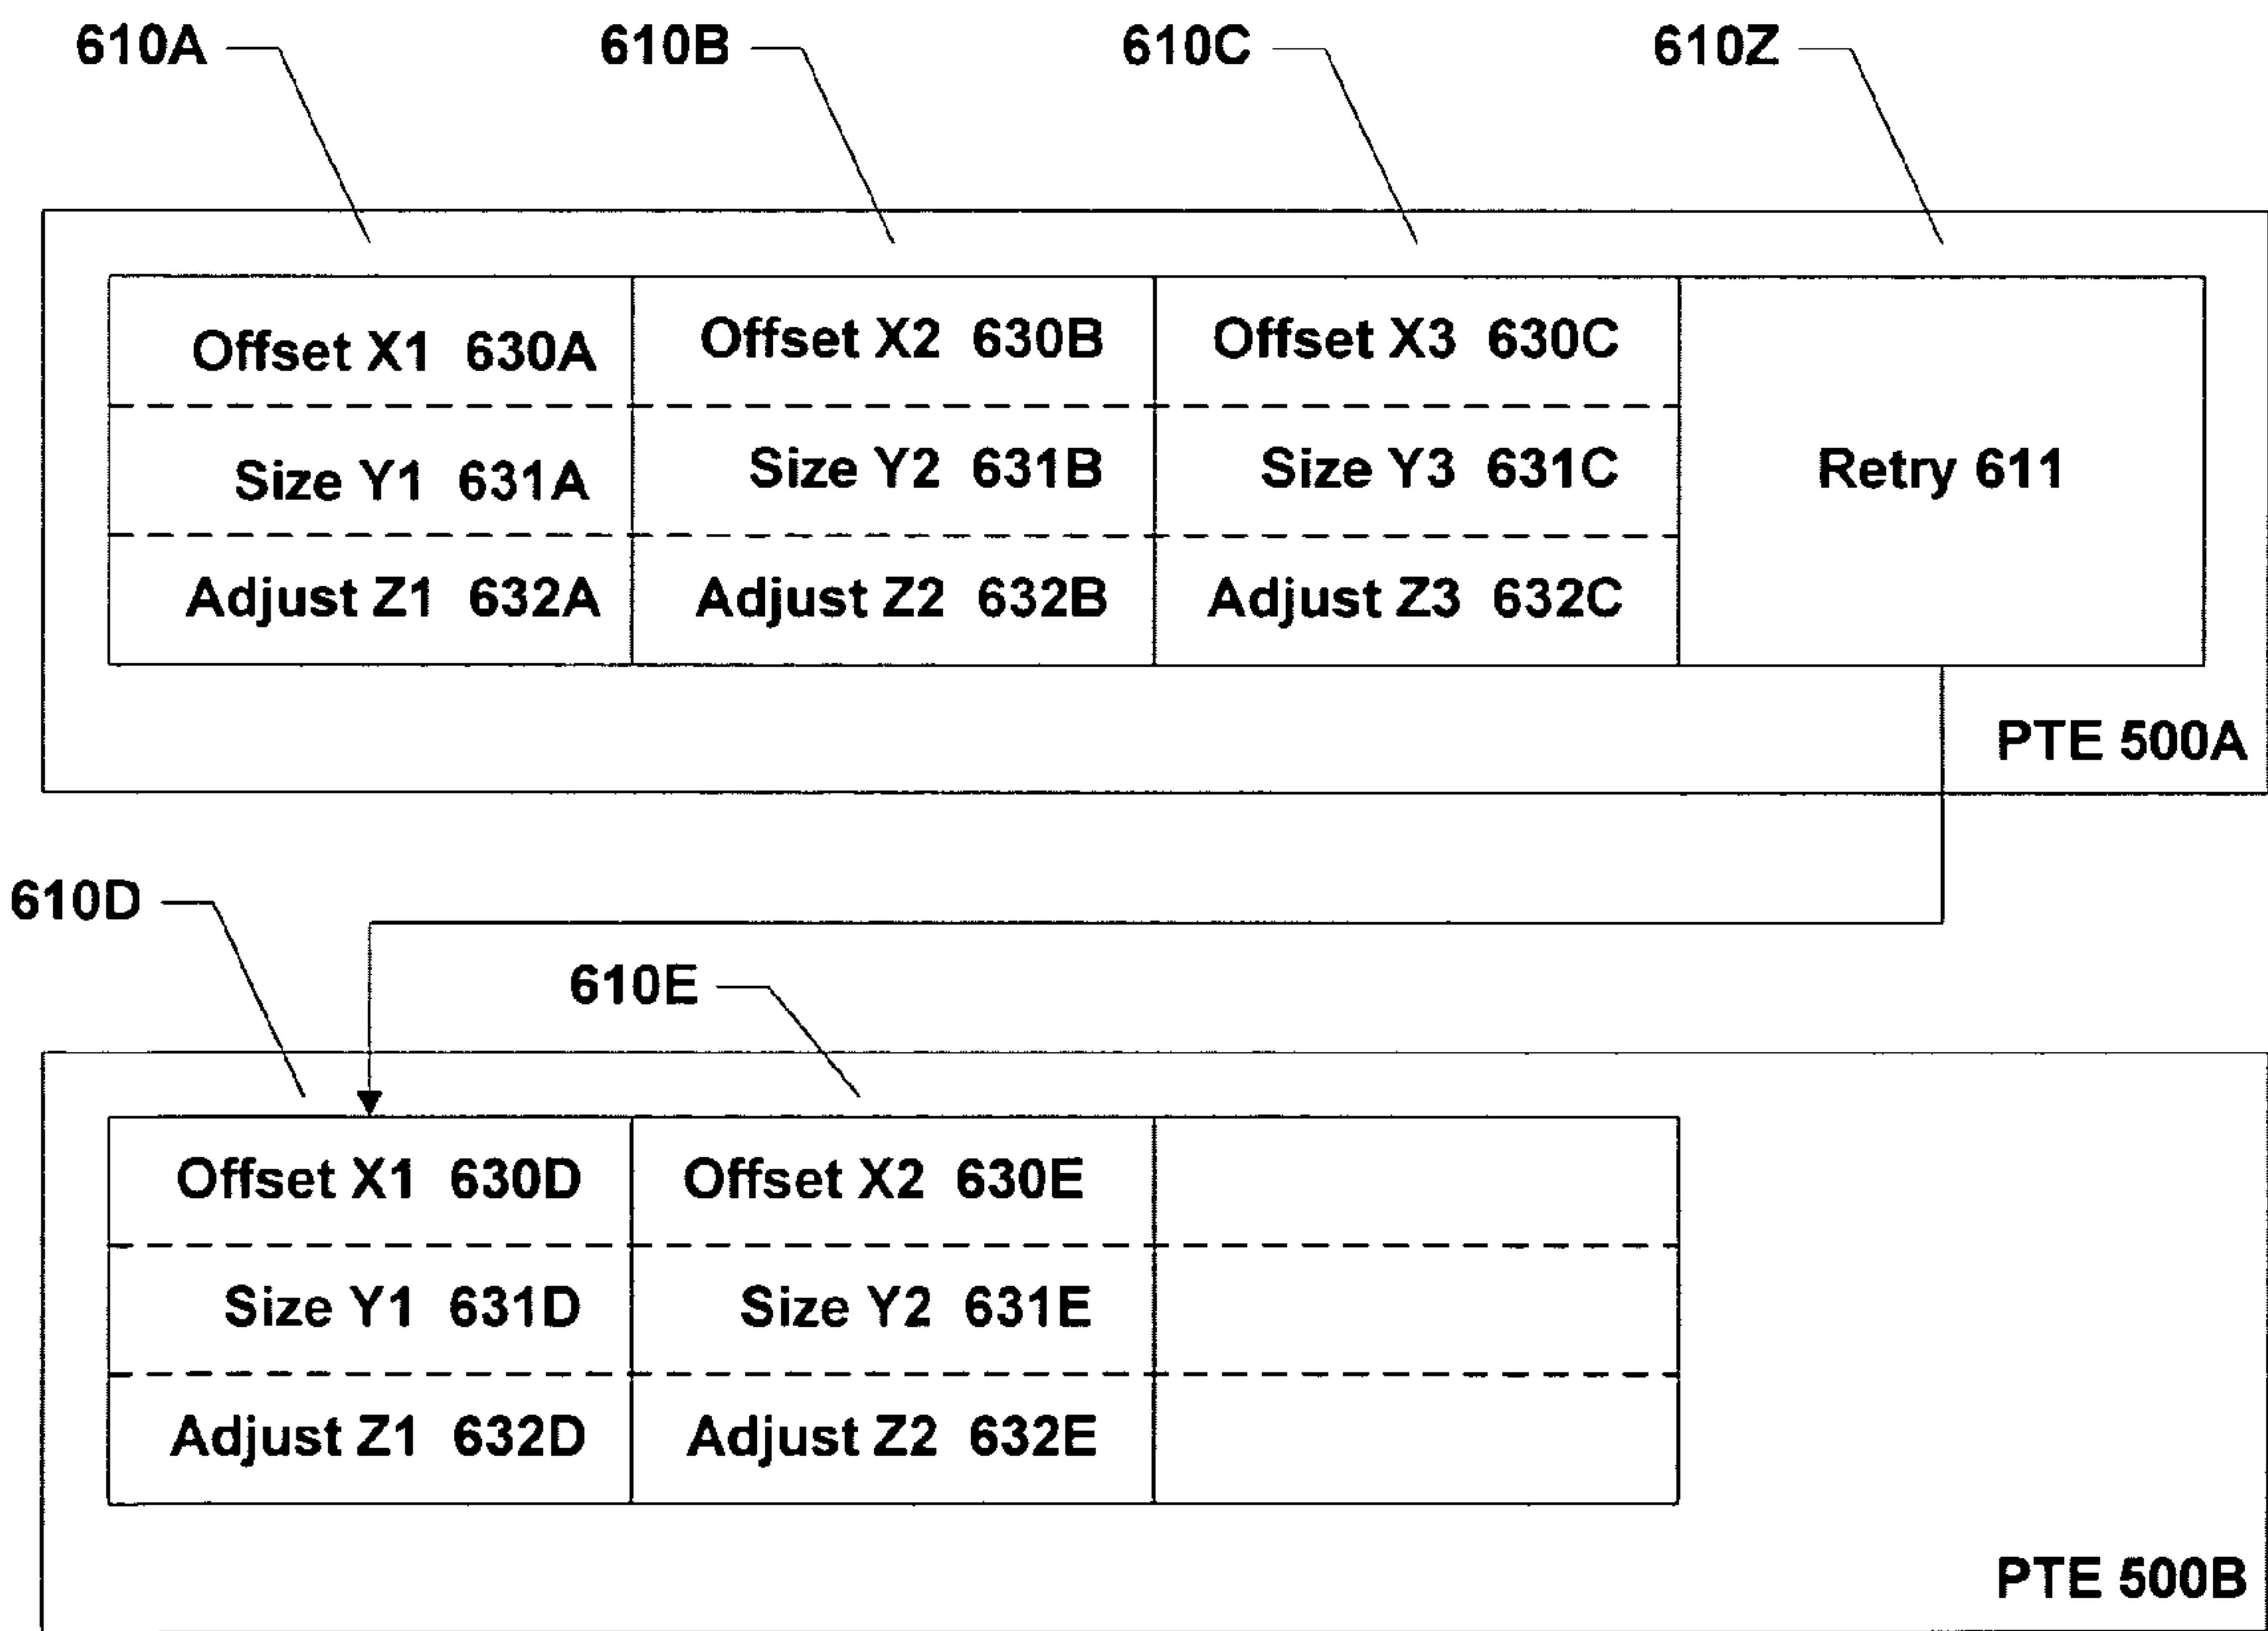 610A 610B 610C 610Z
Offset X1 630A Offset X2 630B Offset X3 630C
Size Y1 631A Size Y2 631B Size Y3 631C Retry 611
Adjust Z1 632A Adjust Z2 632B Adjust Z3 632C
PTE 500A
610D
610E
Offset X1 630D Offset X2 630E
Size Y1 631D Size Y2 631E
Adjust Z1 632D Adjust Z2 632E
PTE 500B